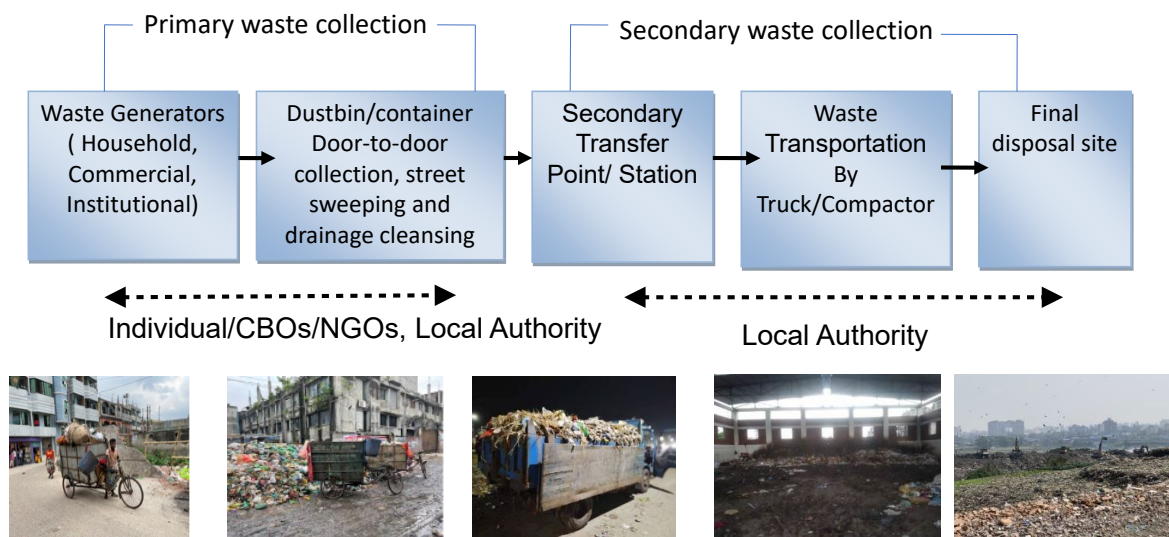 Primary waste collection
Secondary waste collection
Waste Generators
( Household,
Commercial,
Institutional)
Dustbin/container
Door-to-door
collection, street
sweeping and
drainage cleansing
Secondary
Transfer
Point/ Station
Waste
Transportation
By
Truck/Compactor
Final
disposal site
Individual/CBOs/NGOs, Local Authority
Local Authority